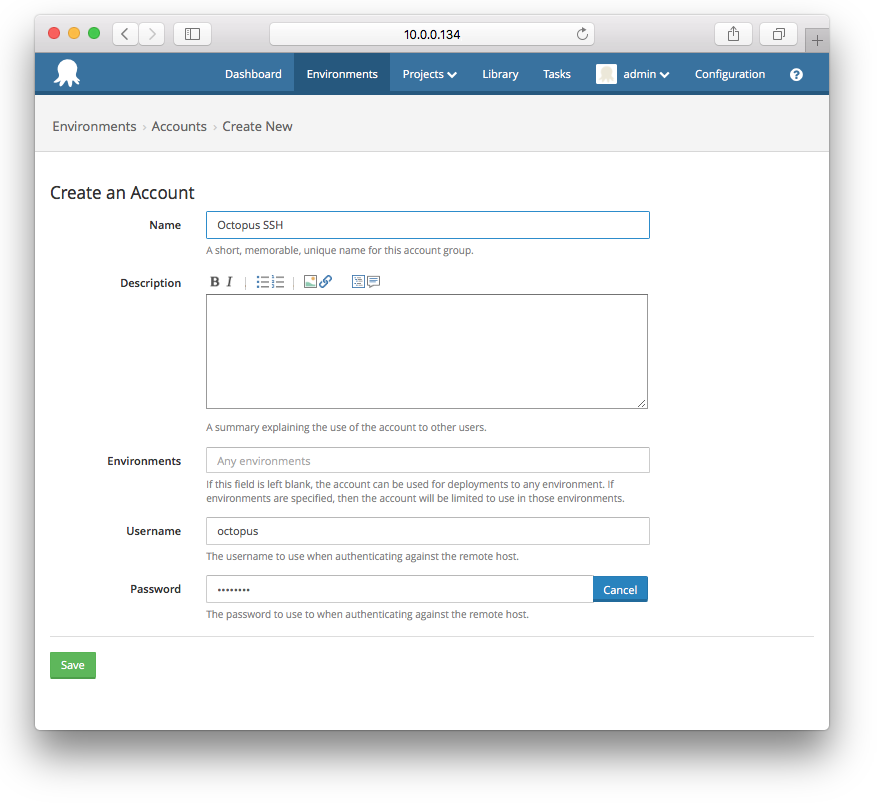 10.0.0.134
Dashboard Environments Projects Library Tasks admin Configuration ?
Environments › Accounts › Create New
Create an Account
Name Octopus SSH
A short, memorable, unique name for this account group.
Description B I
A summary explaining the use of the account to other users.
Environments Any environments
If this field is left blank, the account can be used for deployments to any environment. If
environments are specified, then the account will be limited to use in those environments.
Username octopus
The username to use when authenticating against the remote host.
Password •••••••• Cancel
The password to use to when authenticating against the remote host.
Save